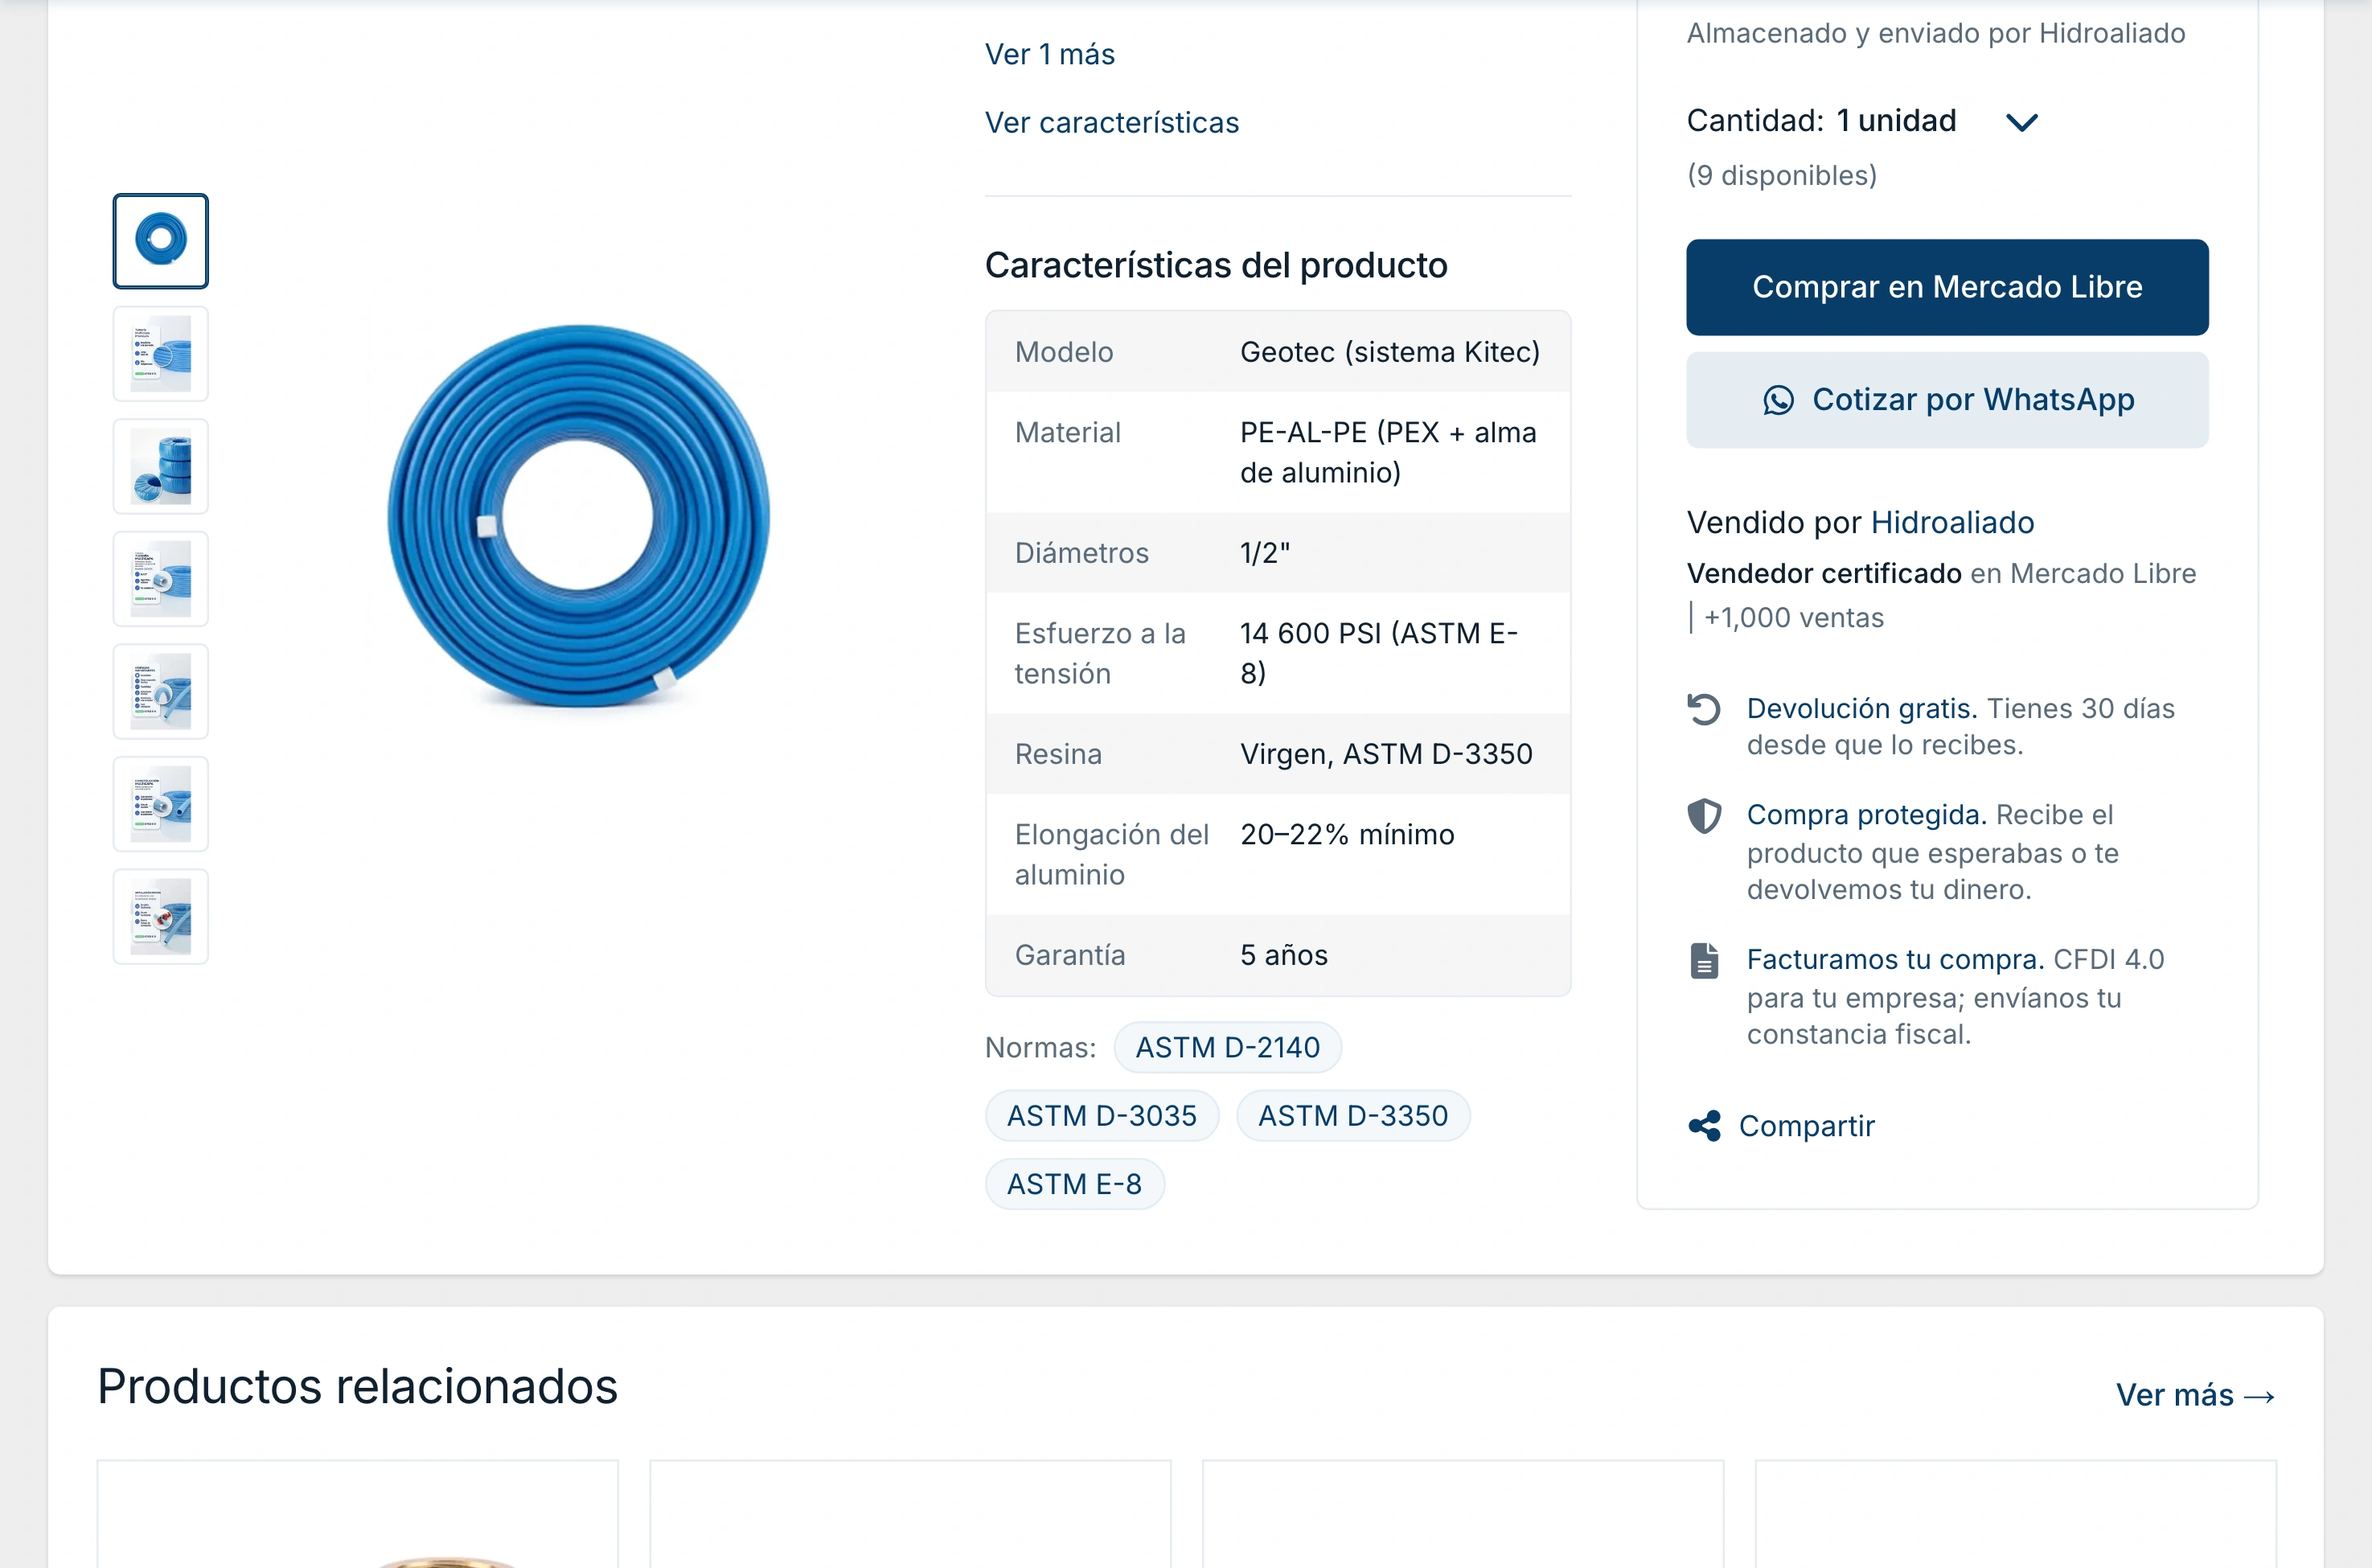 Ver 1 más
Ver características
Características del producto
Modelo Geotec (sistema Kitec)
Material PE-AL-PE (PEX + alma
de aluminio)
Diámetros 1/2"
Esfuerzo a la 14 600 PSI (ASTM E-
tensión 8)
Resina Virgen, ASTM D-3350
Elongación del 20–22% mínimo
aluminio
Garantía 5 años
Normas: ASTM D-2140
ASTM D-3035 ASTM D-3350
ASTM E-8
Almacenado y enviado por Hidroaliado
Cantidad: 1 unidad
(9 disponibles)
Comprar en Mercado Libre
Cotizar por WhatsApp
Vendido por Hidroaliado
Vendedor certificado en Mercado Libre
| +1,000 ventas
Devolución gratis. Tienes 30 días
desde que lo recibes.
Compra protegida. Recibe el
producto que esperabas o te
devolvemos tu dinero.
Facturamos tu compra. CFDI 4.0
para tu empresa; envíanos tu
constancia fiscal.
Compartir
Productos relacionados
Ver más →